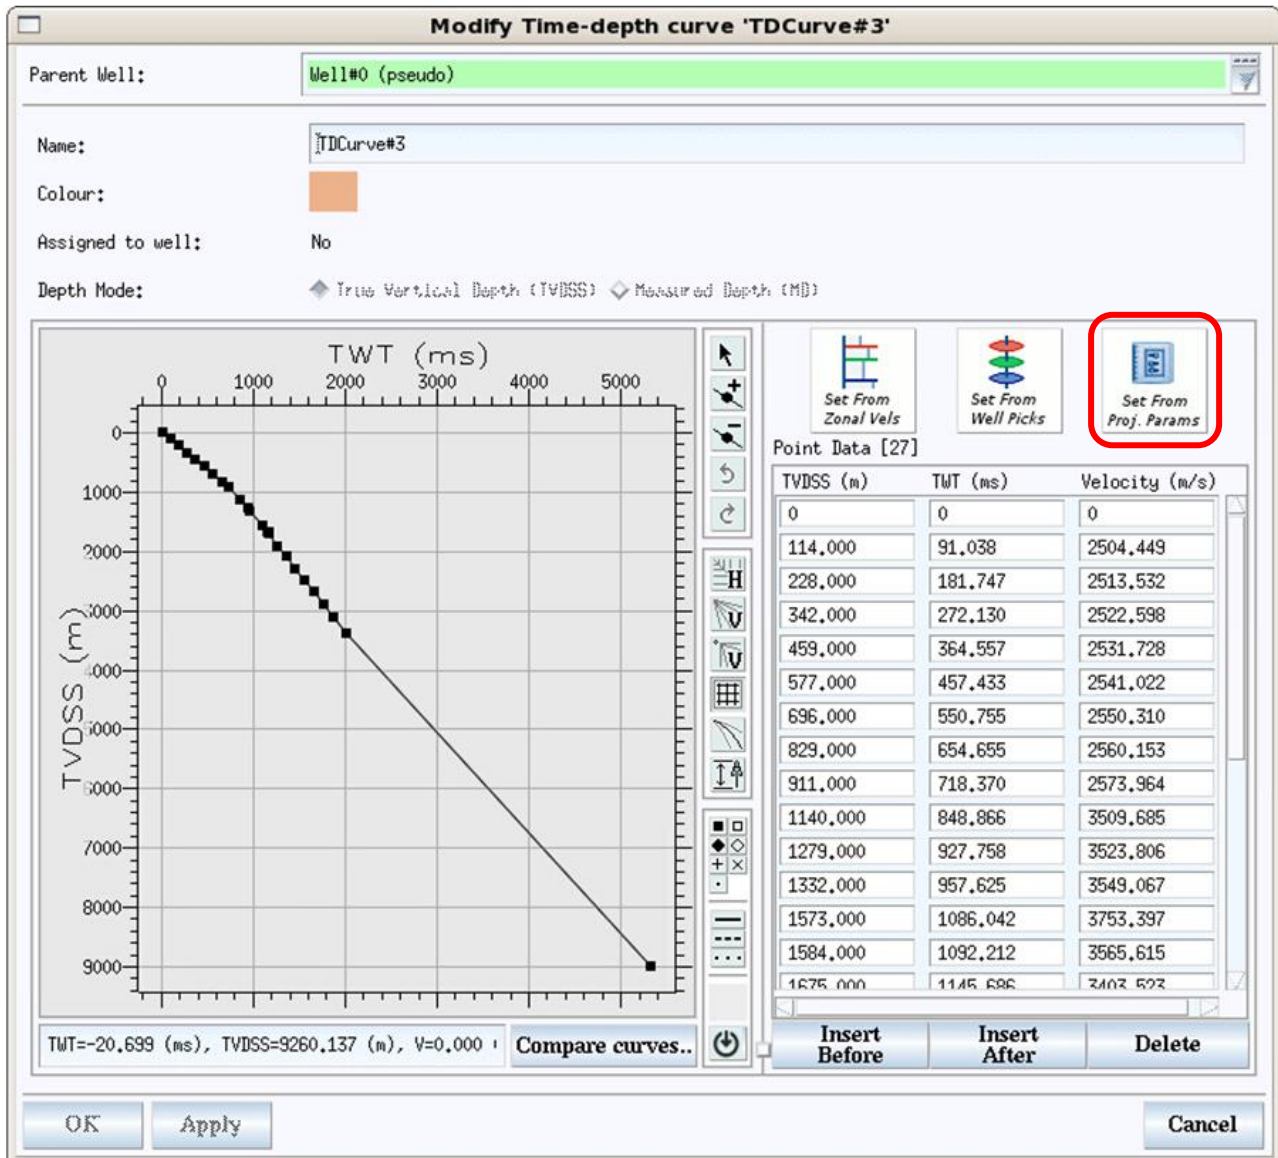 Modify Time-depth curve 'TDCurve#3'
Parent Well: Well#0 (pseudo)
Name: TDCurve#3
Colour:
Assigned to well: No
Depth Mode: True Vertical Depth (TVDSS) Measured Depth (MD)
TWT (ms)
0 1000 2000 3000 4000 5000
TVDSS (m)
0
1000
2000
3000
4000
5000
6000
7000
8000
9000
H
V
V
Set From
Zonal Vels
Set From
Well Picks
Set From
Proj. Params
Point Data [27]
TVDSS (m) TWT (ms) Velocity (m/s)
0 0 0
114.000 91.038 2504.449
228.000 181.747 2513.532
342.000 272.130 2522.598
459.000 364.557 2531.728
577.000 457.433 2541.022
696.000 550.755 2550.310
829.000 654.655 2560.153
911.000 718.370 2573.964
1140.000 848.866 3509.685
1279.000 927.758 3523.806
1332.000 957.625 3549.067
1573.000 1086.042 3753.397
1584.000 1092.212 3565.615
1675.000 1145.686 3403.523
TWT=-20.699 (ms), TVDSS=9260.137 (m), V=0.000 (
Compare curves..
Insert
Before
Insert
After
Delete
OK
Apply
Cancel